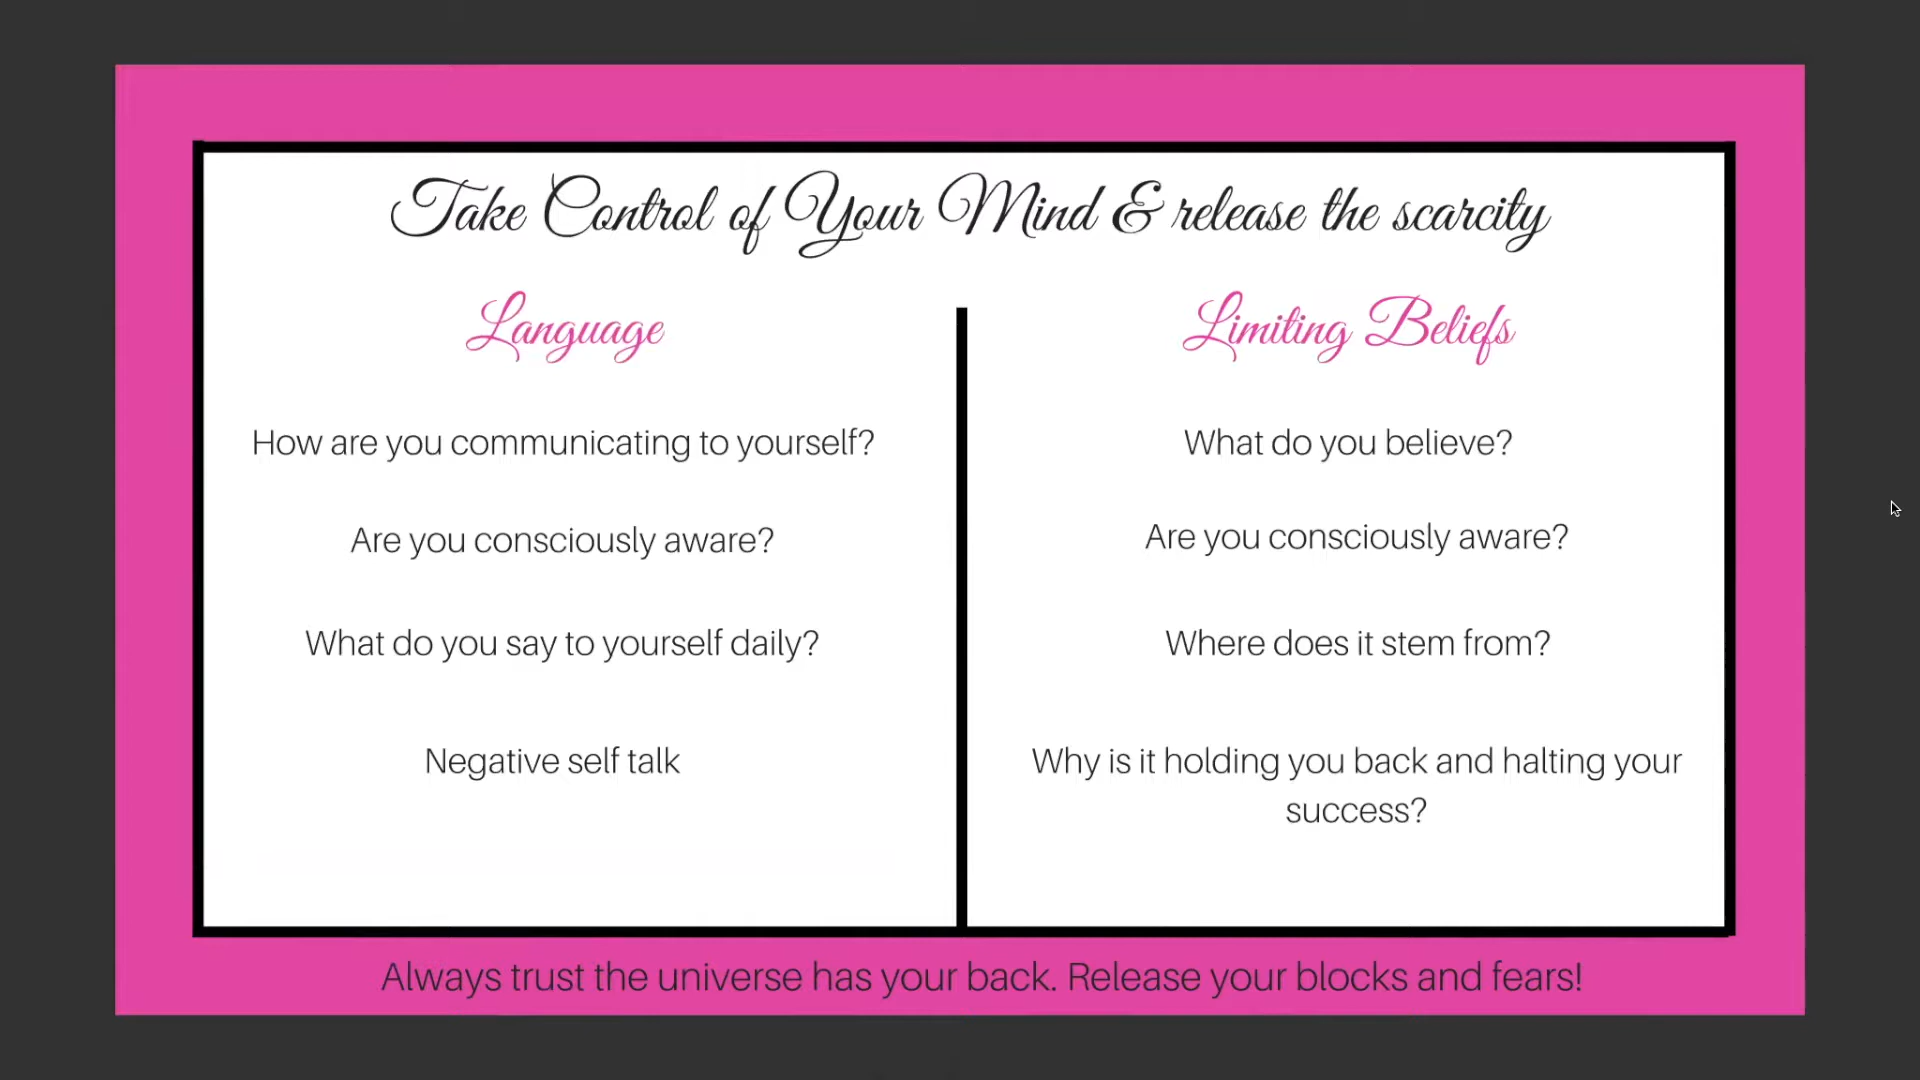 Take Control of Your Mind & release the scarcity
Language
How are you communicating to yourself?
Are you consciously aware?
What do you say to yourself daily?
Negative self talk
Limiting Beliefs
What do you believe?
Are you consciously aware?
Where does it stem from?
Why is it holding you back and halting your
success?
Always trust the universe has your back. Release your blocks and fears!